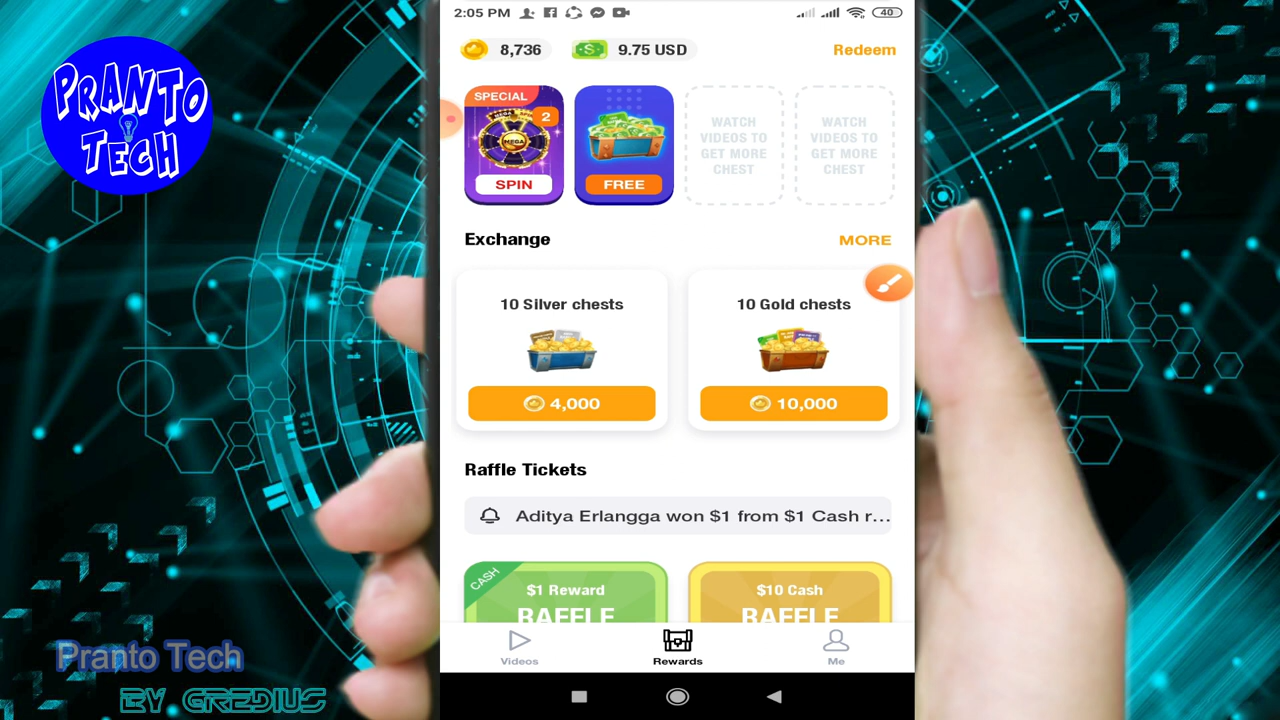 PRANTO
TECH
2:05 PM
40
8,736
9.75 USD
Redeem
SPECIAL
2
MEGA
SPIN
FREE
WATCH
VIDEOS TO
GET MORE
CHEST
WATCH
VIDEOS TO
GET MORE
CHEST
Exchange
MORE
10 Silver chests
10 Gold chests
4,000
10,000
Raffle Tickets
Aditya Erlangga won $1 from $1 Cash r...
CASH
$1 Reward
RAFFLE
$10 Cash
RAFFLE
Videos
Rewards
Me
Pranto Tech
BY GREDIUS